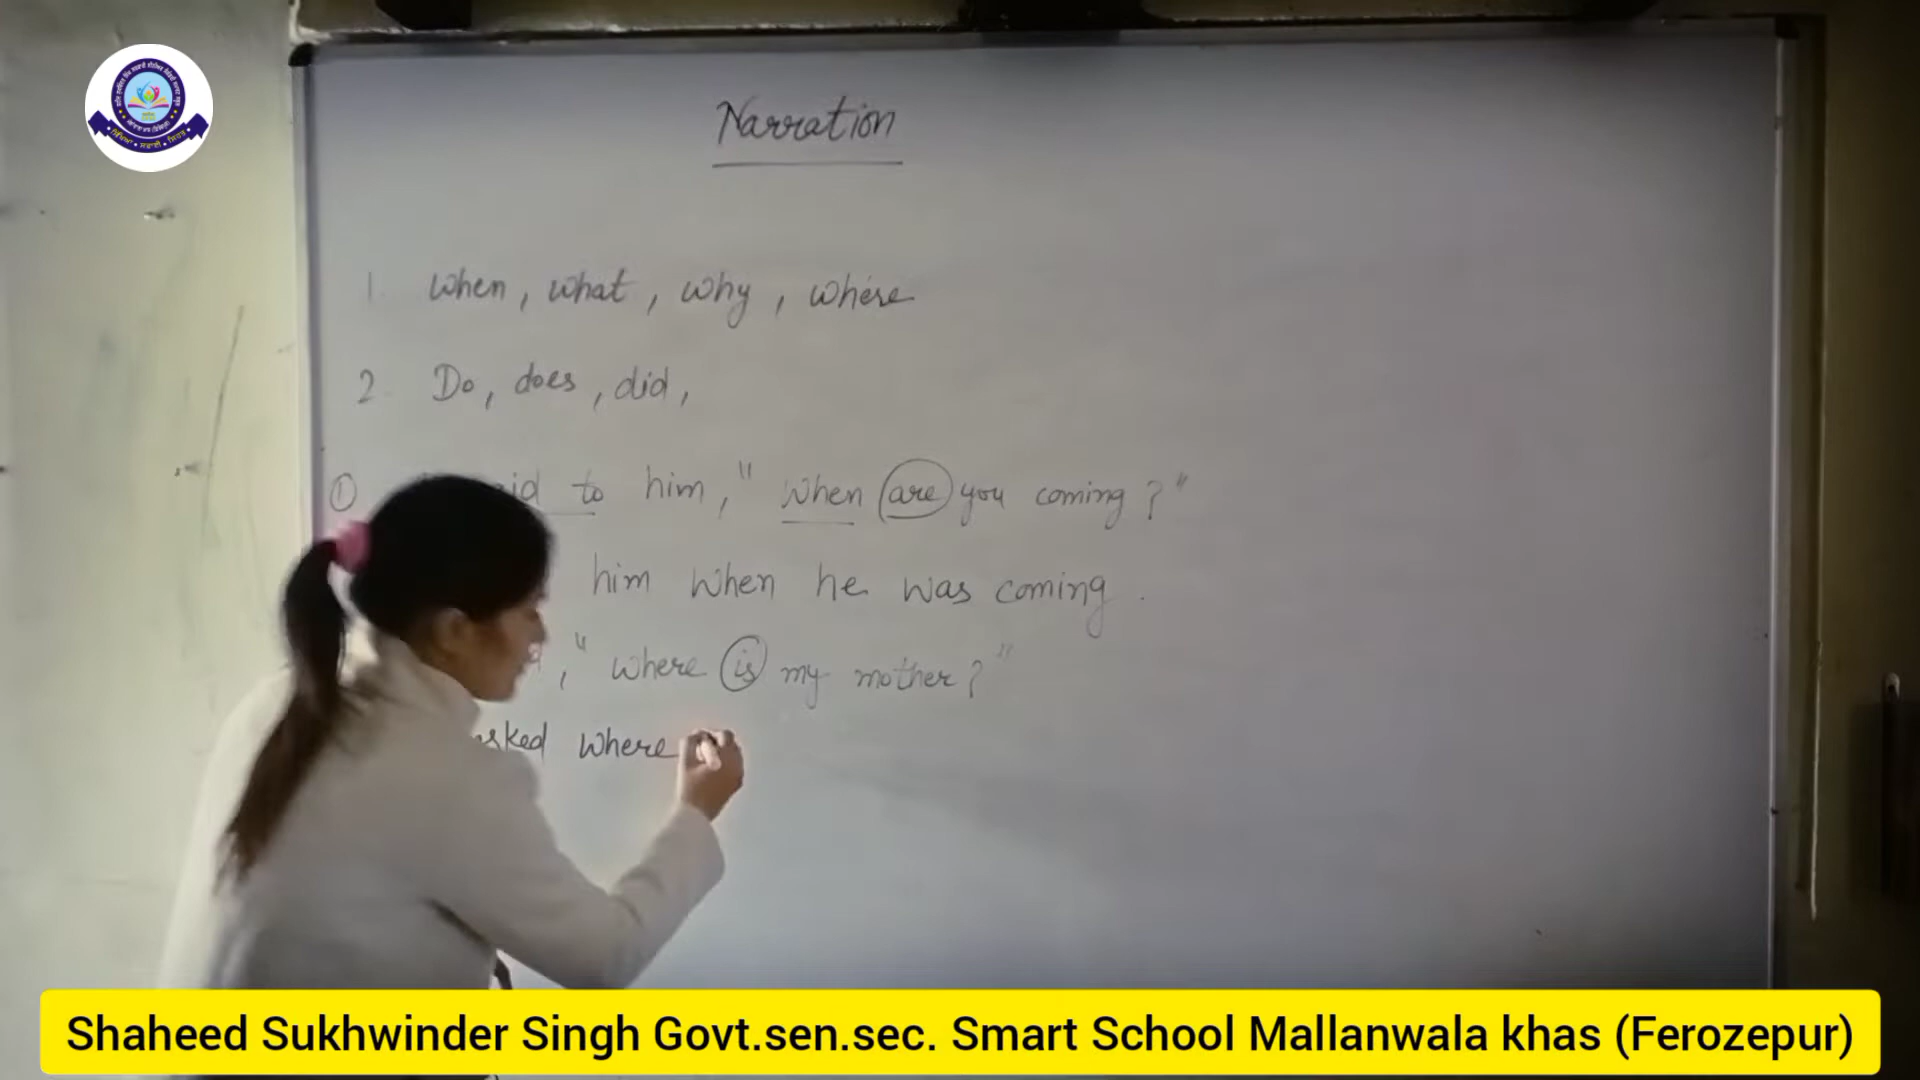 Narration
1. When, what, why, where
2. Do, does, did,
① said to him, " When are you coming ? "
him when he was coming .
, " where is my mother ? "
asked where
Shaheed Sukhwinder Singh Govt.sen.sec. Smart School Mallanwala khas (Ferozepur)